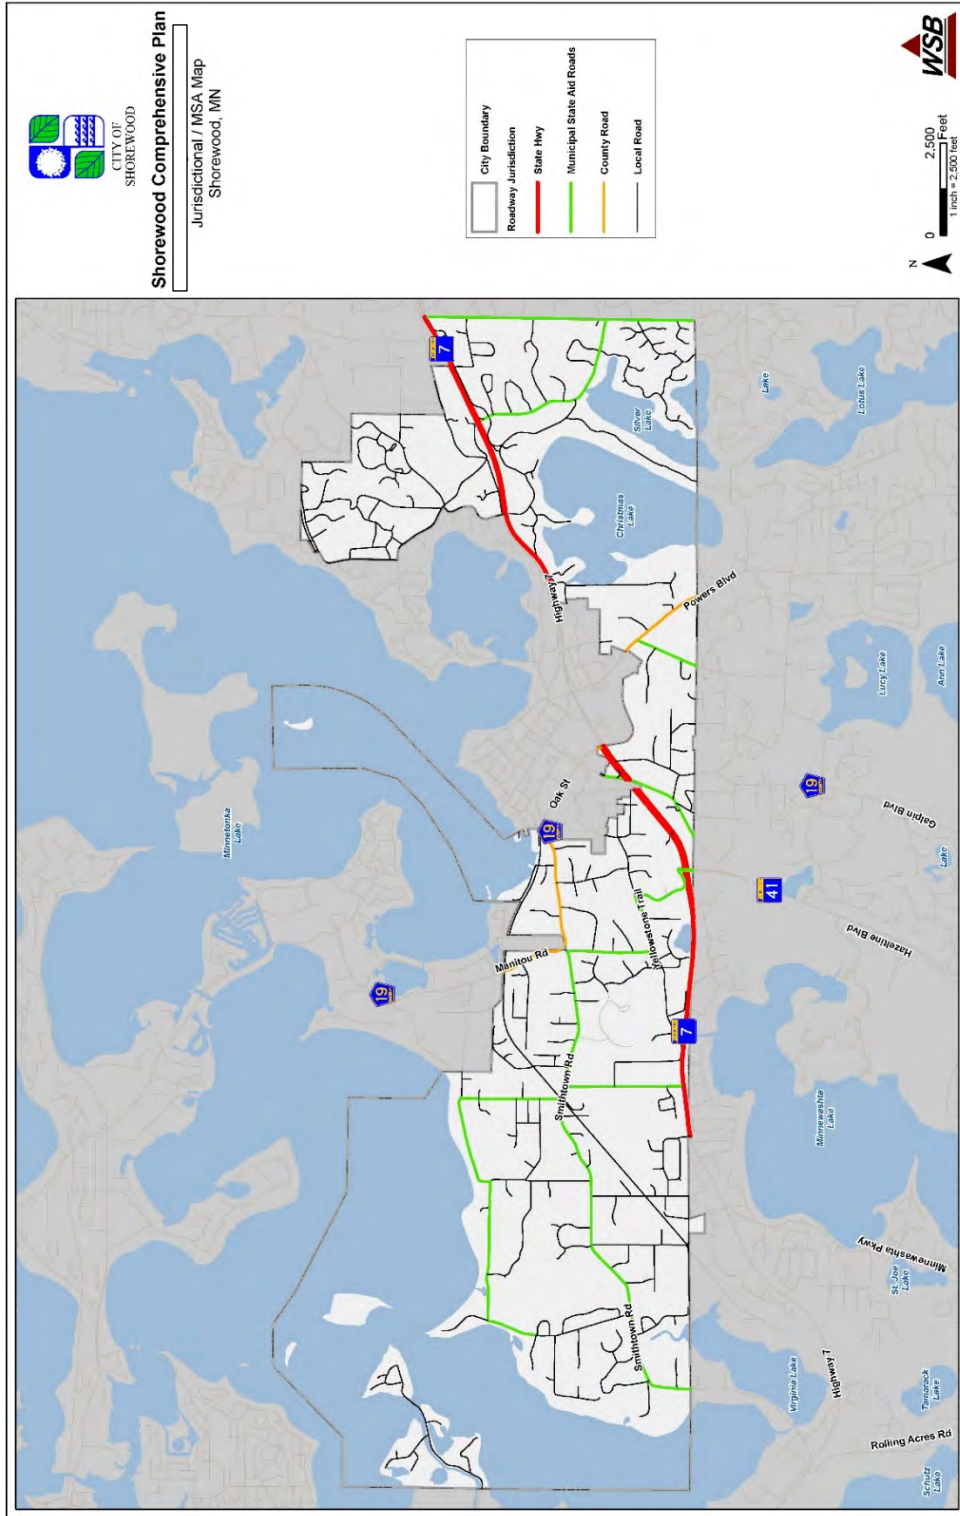 CITY OF
SHOREWOOD
Shorewood Comprehensive Plan
Jurisdictional / MSA Map
Shorewood, MN
City Boundary
Roadway Jurisdiction
State Hwy
Municipal State Aid Roads
County Road
Local Road
N
0
2,500
Feet
1 inch = 2,500 feet
WSB
Minnetonka
Lake
19
Manitou Rd
19
Oak St
7
Highway 7
Christmas
Lake
Silver
Lake
Powers Blvd
Lake
Lotus Lake
Smithtown Rd
Smithtown Rd
Yellowstone Trail
7
41
19
Galpin Blvd
Hazeltine Blvd
Lake
Lucy Lake
Ann Lake
Minnewashta
Lake
Minnewashta Pkwy
St. Joe
Lake
Virginia Lake
Highway 7
Tamarack
Lake
Rolling Acres Rd
Schutz
Lake